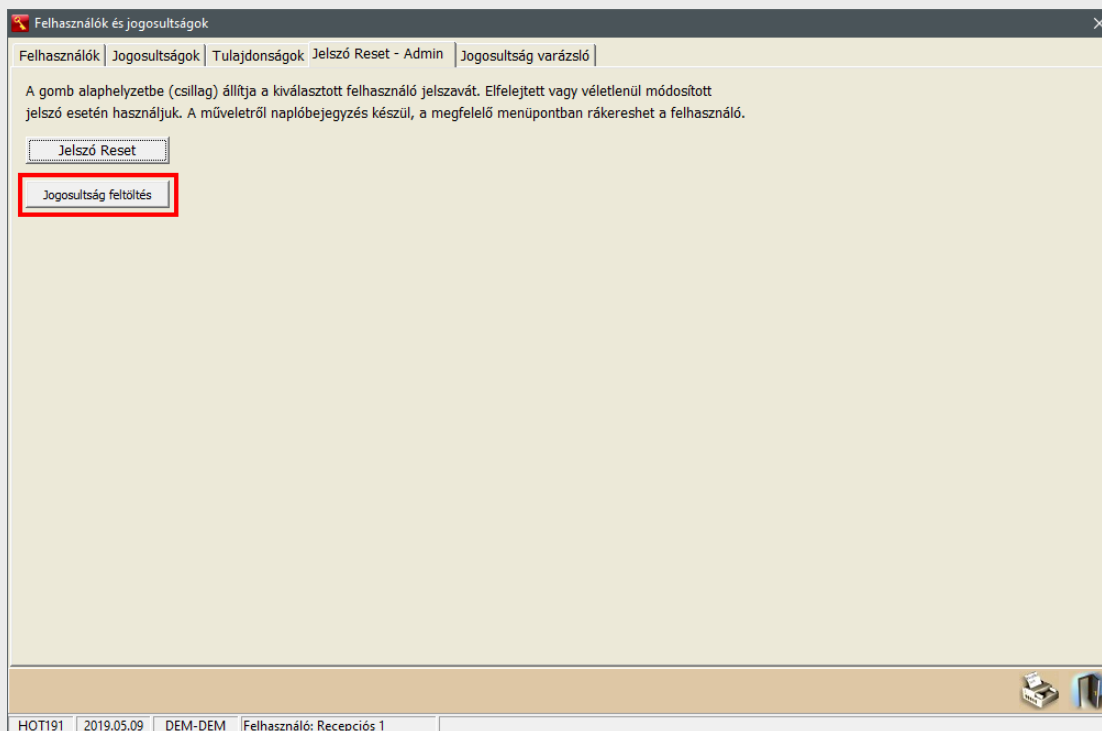 Felhasználók és jogosultságok
Felhasználók Jogosultságok Tulajdonságok Jelszó Reset - Admin Jogosultság varázsló
A gomb alaphelyzetbe (csillag) állítja a kiválasztott felhasználó jelszavát. Elfelejtett vagy véletlenül módosított
jelszó esetén használjuk. A műveletről naplóbejegyzés készül, a megfelelő menüpontban rákereshet a felhasználó.
Jelszó Reset
Jogosultság feltöltés
HOT191 2019.05.09 DEM-DEM Felhasználó: Recepciós 1